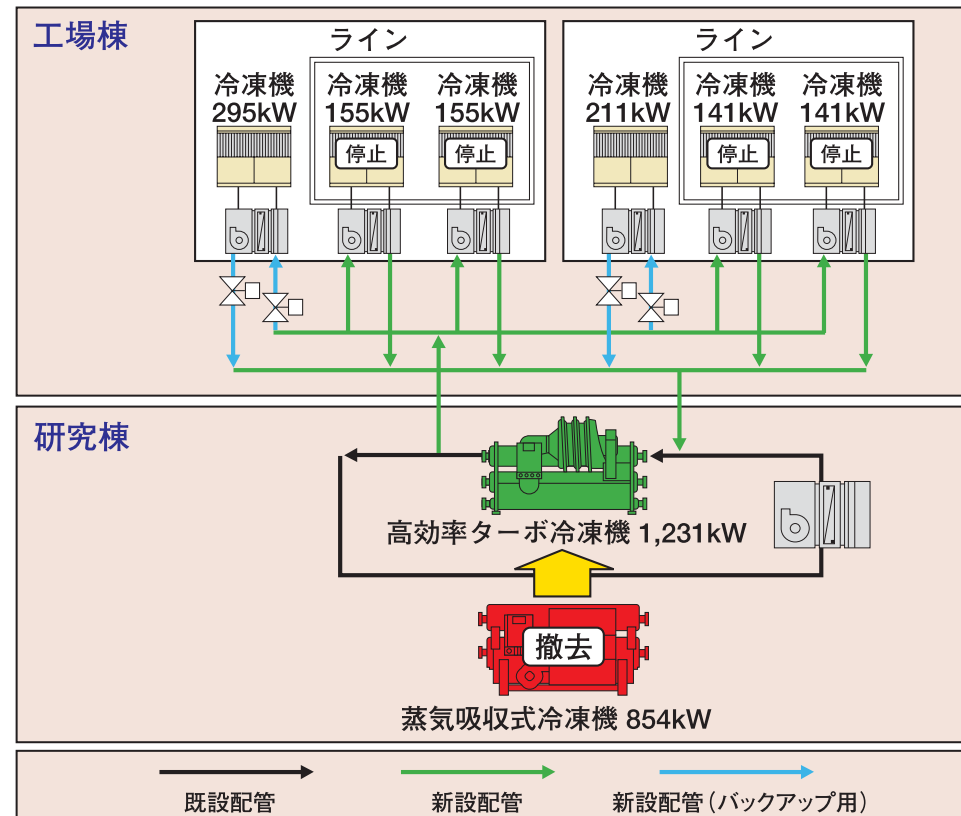 工場棟
ライン
冷凍機
295kW
冷凍機
155kW
停止
冷凍機
155kW
停止
ライン
冷凍機
211kW
冷凍機
141kW
停止
冷凍機
141kW
停止
研究棟
高効率ターボ冷凍機 1,231kW
撤去
蒸気吸収式冷凍機 854kW
既設配管
新設配管
新設配管(バックアップ用)